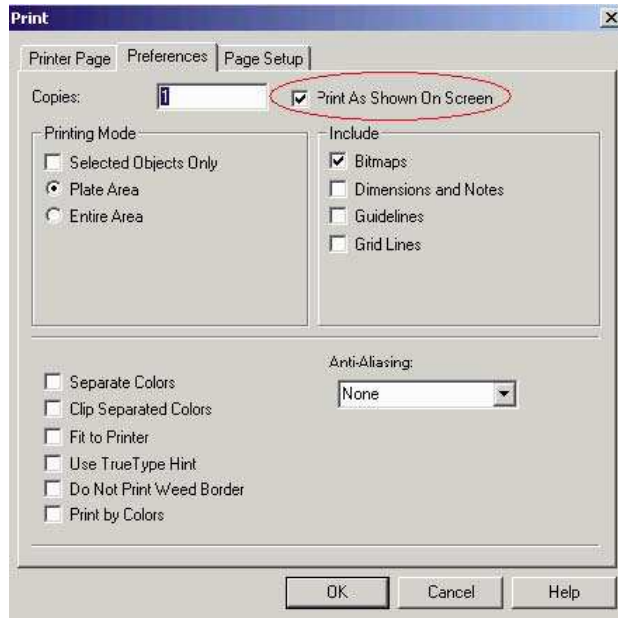 Print
Printer Page Preferences Page Setup
Copies: 1 Print As Shown On Screen
Printing Mode
Selected Objects Only
Plate Area
Entire Area
Include
Bitmaps
Dimensions and Notes
Guidelines
Grid Lines
Separate Colors
Clip Separated Colors
Fit to Printer
Use TrueType Hint
Do Not Print Weed Border
Print by Colors
Anti-Aliasing:
None
OK Cancel Help